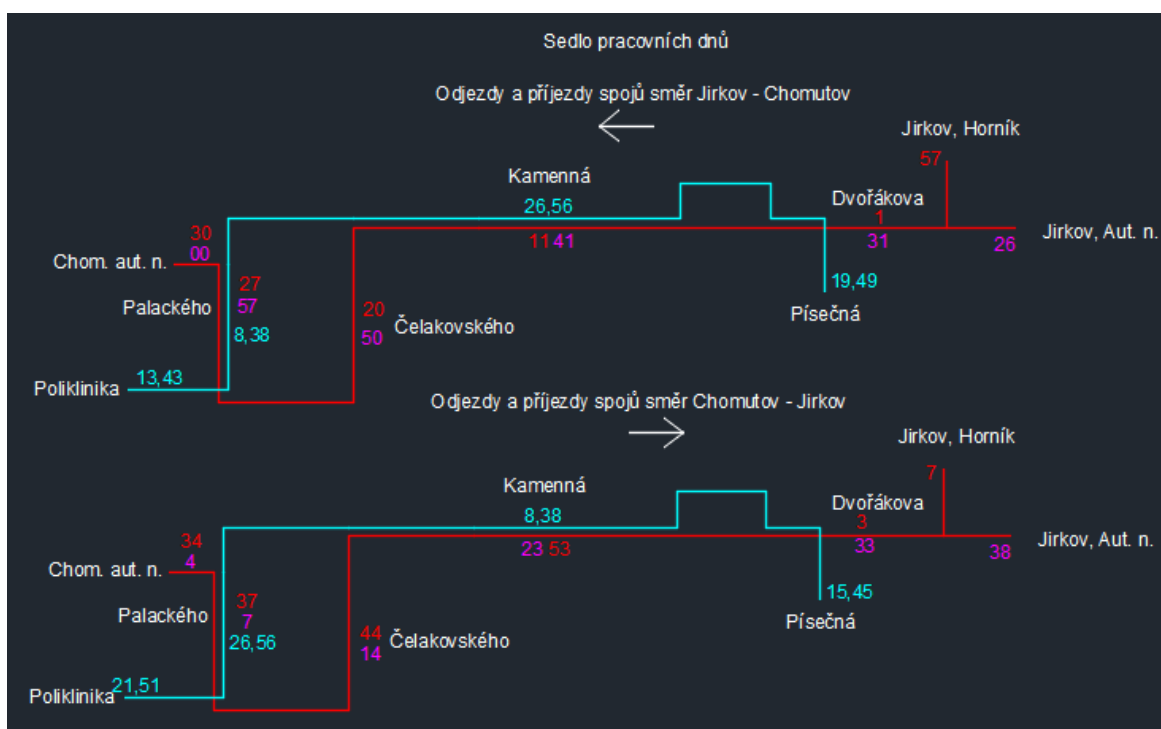 Sedlo pracovních dnů
Odjezdy a příjezdy spojů směr Jirkov - Chomutov
Jirkov, Horník
57
Kamenná
26,56
Dvořákova
1
30
00
11 41
31
26
Jirkov, Aut. n.
Chom. aut. n.
27
19,49
Palackého
57
20
Písečná
8,38
50
Čelakovského
13,43
Poliklinika
Odjezdy a příjezdy spojů směr Chomutov - Jirkov
Jirkov, Horník
7
Kamenná
8,38
Dvořákova
3
34
4
23 53
33
38
Jirkov, Aut. n.
Chom. aut. n.
37
15,45
Palackého
7
Písečná
26,56
44
14
Čelakovského
21,51
Poliklinika